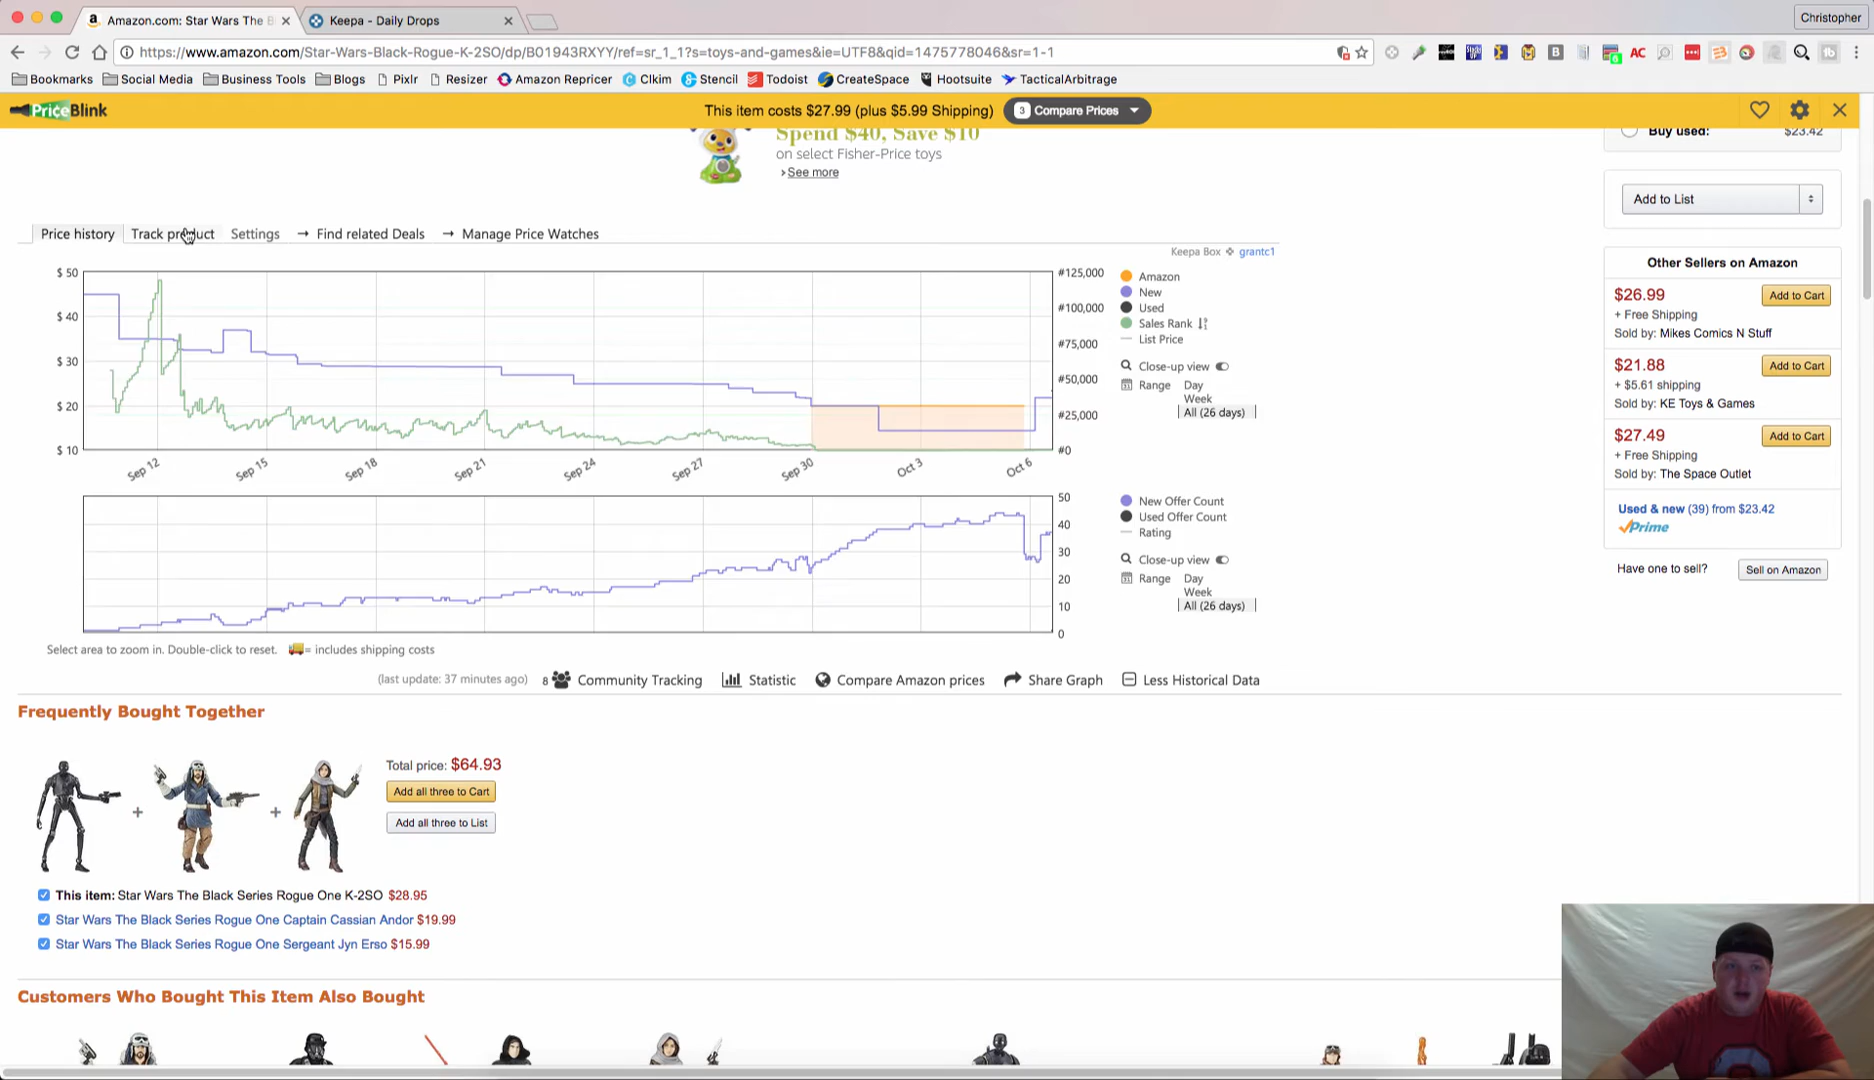 Amazon.com: Star Wars The B
Keepa - Daily Drops
Christopher
https://www.amazon.com/Star-Wars-Black-Rogue-K-2SO/dp/B01943RXYY/ref=sr_1_1?s=toys-and-games&ie=UTF8&qid=1475778046&sr=1-1
Bookmarks Social Media Business Tools Blogs Pixlr Resizer Amazon Repricer Clkim Stencil Todoist CreateSpace Hootsuite TacticalArbitrage
PriceBlink
This item costs $27.99 (plus $5.99 Shipping)
3 Compare Prices
Spend $40, Save $10
on select Fisher-Price toys
›See more
Buy used: $23.42
Add to List
Price history Track product Settings → Find related Deals → Manage Price Watches
Keepa Box grantc1
$ 50
$ 40
$ 30
$ 20
$ 10
#125,000
#100,000
#75,000
#50,000
#25,000
#0
Sep 12 Sep 15 Sep 18 Sep 21 Sep 24 Sep 27 Sep 30 Oct 3 Oct 6
Amazon
New
Used
Sales Rank
List Price
Close-up view
Range Day
Week
All (26 days)
50
40
30
20
10
0
New Offer Count
Used Offer Count
Rating
Close-up view
Range Day
Week
All (26 days)
Select area to zoom in. Double-click to reset. = includes shipping costs
(last update: 37 minutes ago) 8 Community Tracking Statistic Compare Amazon prices Share Graph Less Historical Data
Other Sellers on Amazon
$26.99 Add to Cart
+ Free Shipping
Sold by: Mikes Comics N Stuff
$21.88 Add to Cart
+ $5.61 shipping
Sold by: KE Toys & Games
$27.49 Add to Cart
+ Free Shipping
Sold by: The Space Outlet
Used & new (39) from $23.42
Prime
Have one to sell? Sell on Amazon
Frequently Bought Together
+ +
Total price: $64.93
Add all three to Cart
Add all three to List
This item: Star Wars The Black Series Rogue One K-2SO $28.95
Star Wars The Black Series Rogue One Captain Cassian Andor $19.99
Star Wars The Black Series Rogue One Sergeant Jyn Erso $15.99
Customers Who Bought This Item Also Bought